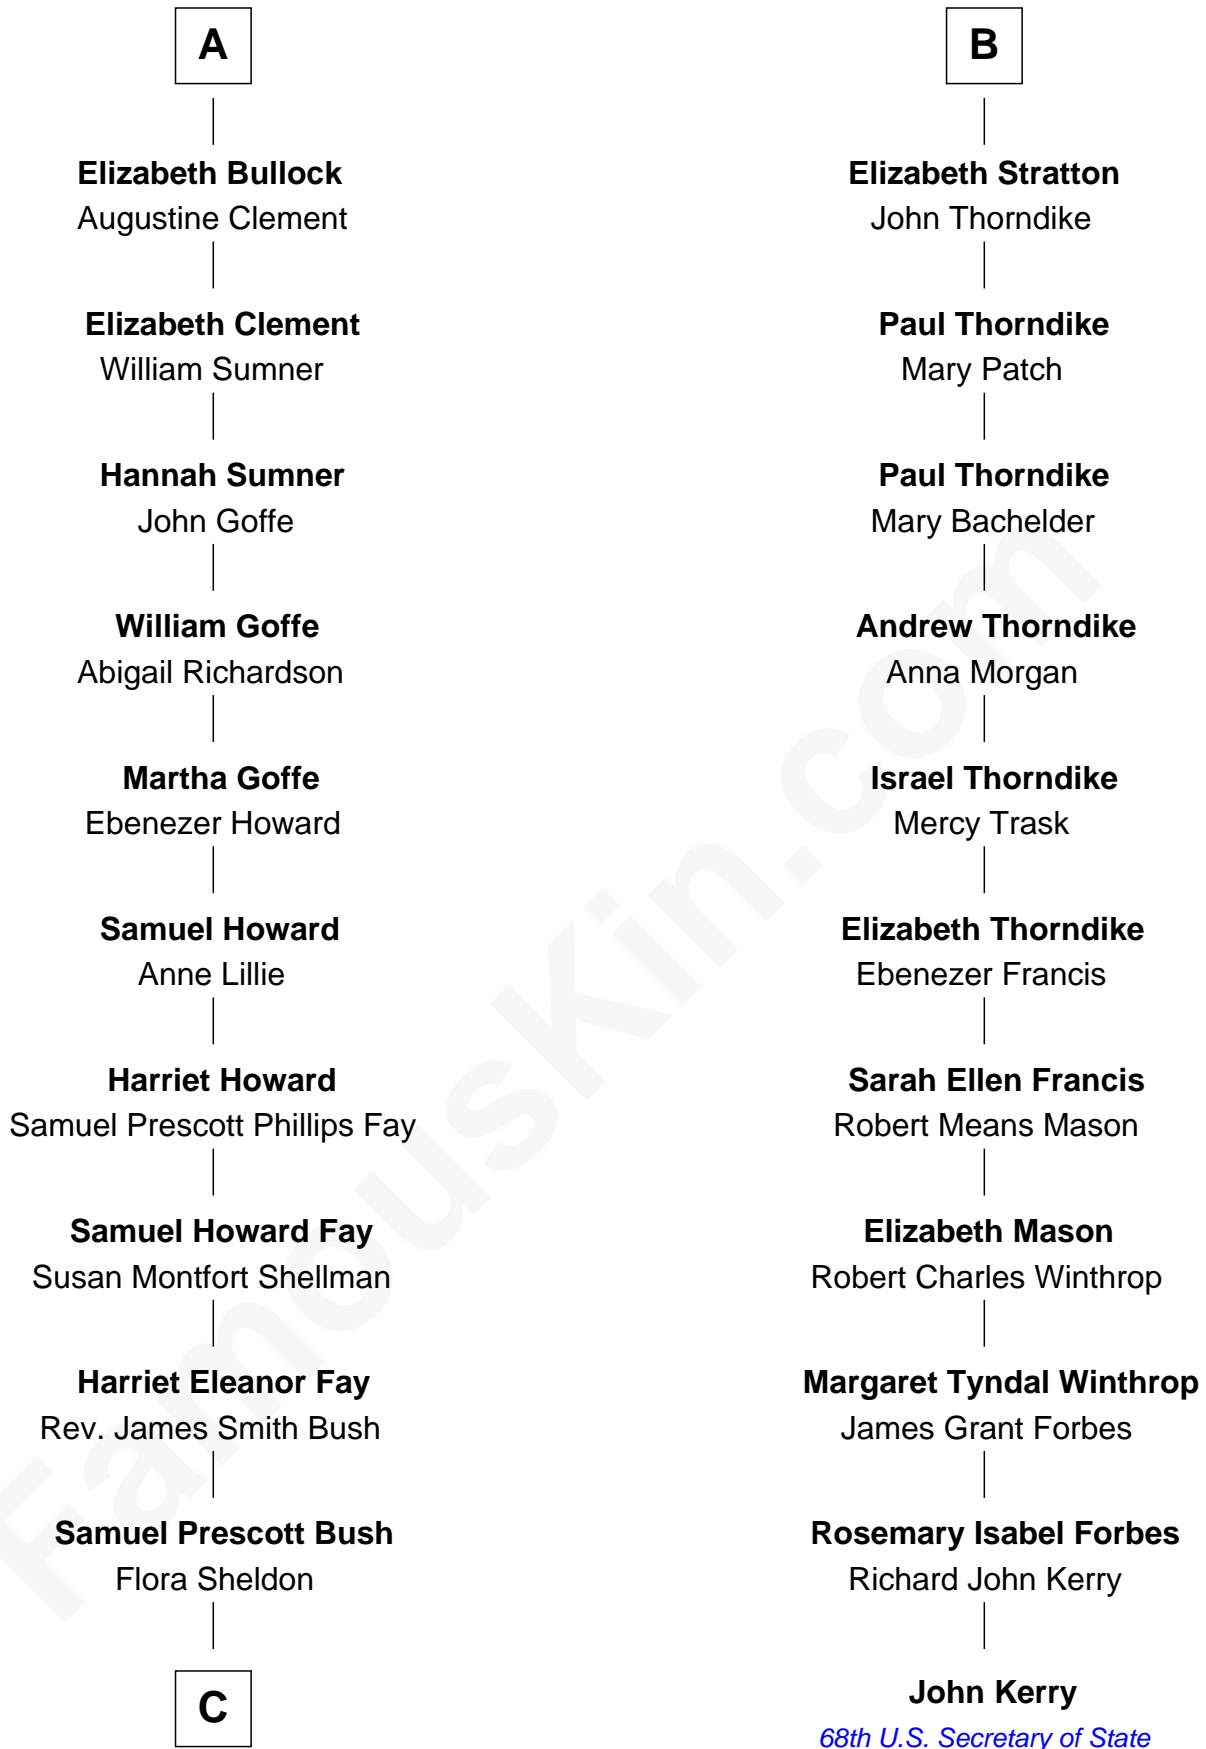 A
Elizabeth Bullock
Augustine Clement
Elizabeth Clement
William Sumner
Hannah Sumner
John Goffe
William Goffe
Abigail Richardson
Martha Goffe
Ebenezer Howard
Samuel Howard
Anne Lillie
Harriet Howard
Samuel Prescott Phillips Fay
Samuel Howard Fay
Susan Montfort Shellman
Harriet Eleanor Fay
Rev. James Smith Bush
Samuel Prescott Bush
Flora Sheldon
C
B
Elizabeth Stratton
John Thorndike
Paul Thorndike
Mary Patch
Paul Thorndike
Mary Bachelder
Andrew Thorndike
Anna Morgan
Israel Thorndike
Mercy Trask
Elizabeth Thorndike
Ebenezer Francis
Sarah Ellen Francis
Robert Means Mason
Elizabeth Mason
Robert Charles Winthrop
Margaret Tyndal Winthrop
James Grant Forbes
Rosemary Isabel Forbes
Richard John Kerry
John Kerry
68th U.S. Secretary of State
FamousKin.com